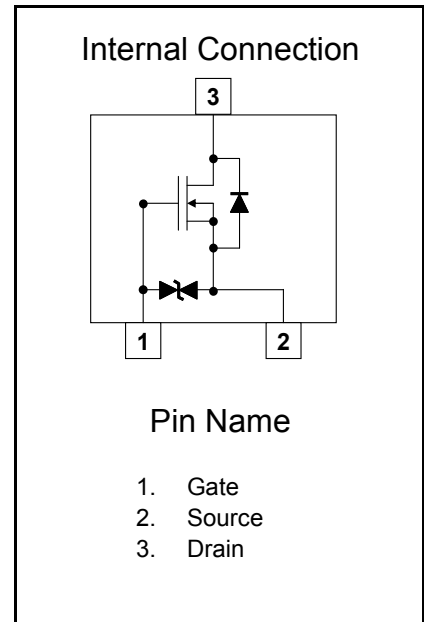 Internal Connection
3
1
2
Pin Name
1. Gate
2. Source
3. Drain